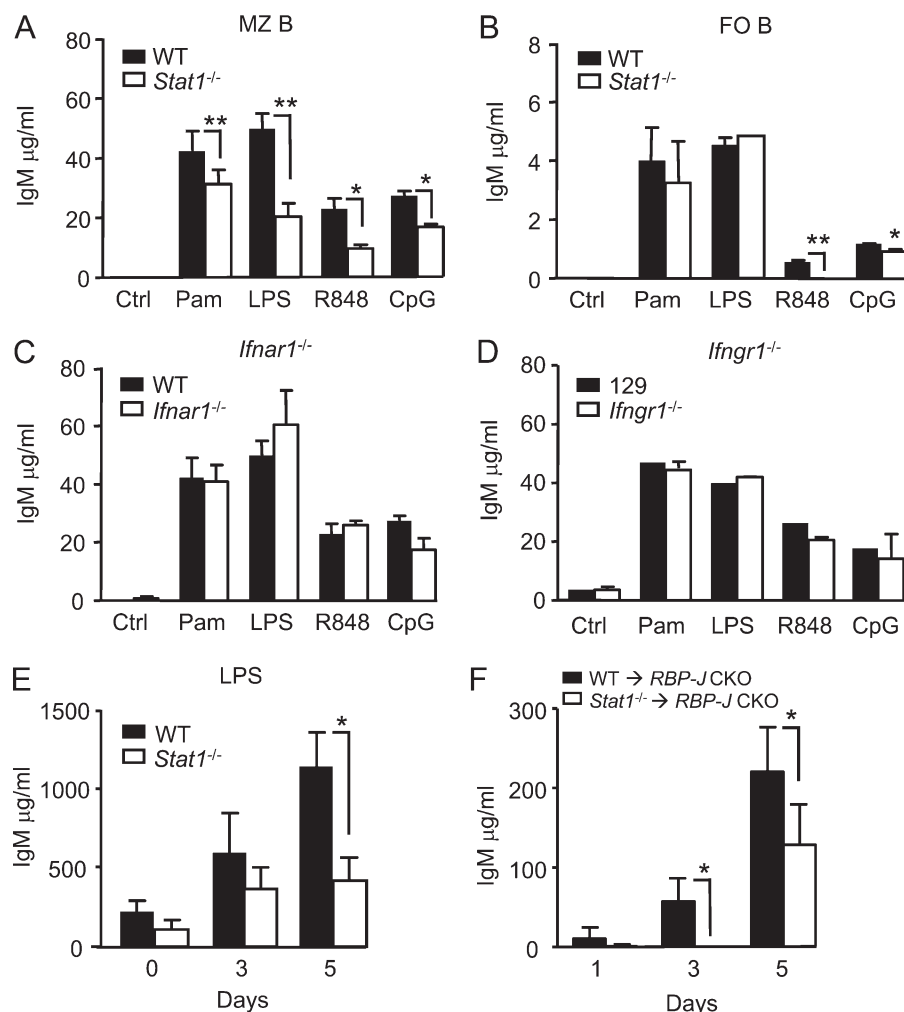 A
MZ B
80
60
40
20
0
IgM µg/ml
WT
Stat1-/-
**
**
*
*
Ctrl Pam LPS R848 CpG
B
FO B
8
6
4
2
0
IgM µg/ml
WT
Stat1-/-
**
*
Ctrl Pam LPS R848 CpG
C
Ifnar1-/-
80
60
40
20
0
IgM µg/ml
WT
Ifnar1-/-
Ctrl Pam LPS R848 CpG
D
Ifngr1-/-
80
60
40
20
0
IgM µg/ml
129
Ifngr1-/-
Ctrl Pam LPS R848 CpG
E
LPS
1500
1000
500
0
IgM µg/ml
WT
Stat1-/-
*
0 3 5
Days
F
WT → RBP-J CKO
Stat1-/- → RBP-J CKO
300
200
100
0
IgM µg/ml
*
*
1 3 5
Days